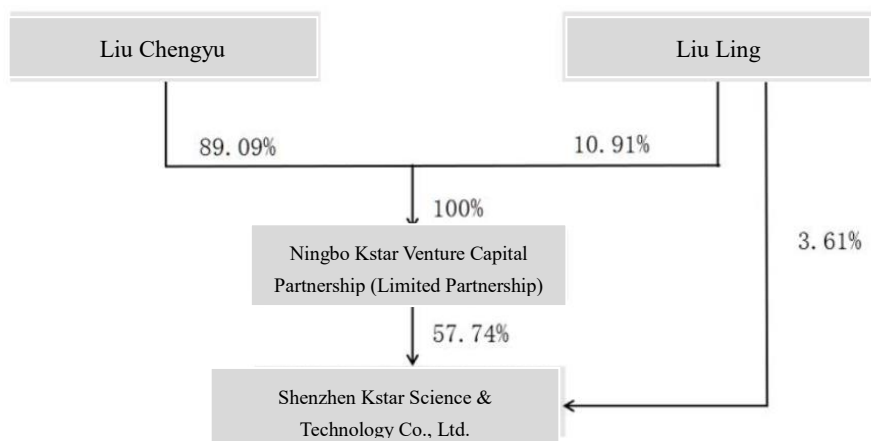 Liu Chengyu
Liu Ling
89.09%
10.91%
100%
3.61%
Ningbo Kstar Venture Capital
Partnership (Limited Partnership)
57.74%
Shenzhen Kstar Science &
Technology Co., Ltd.